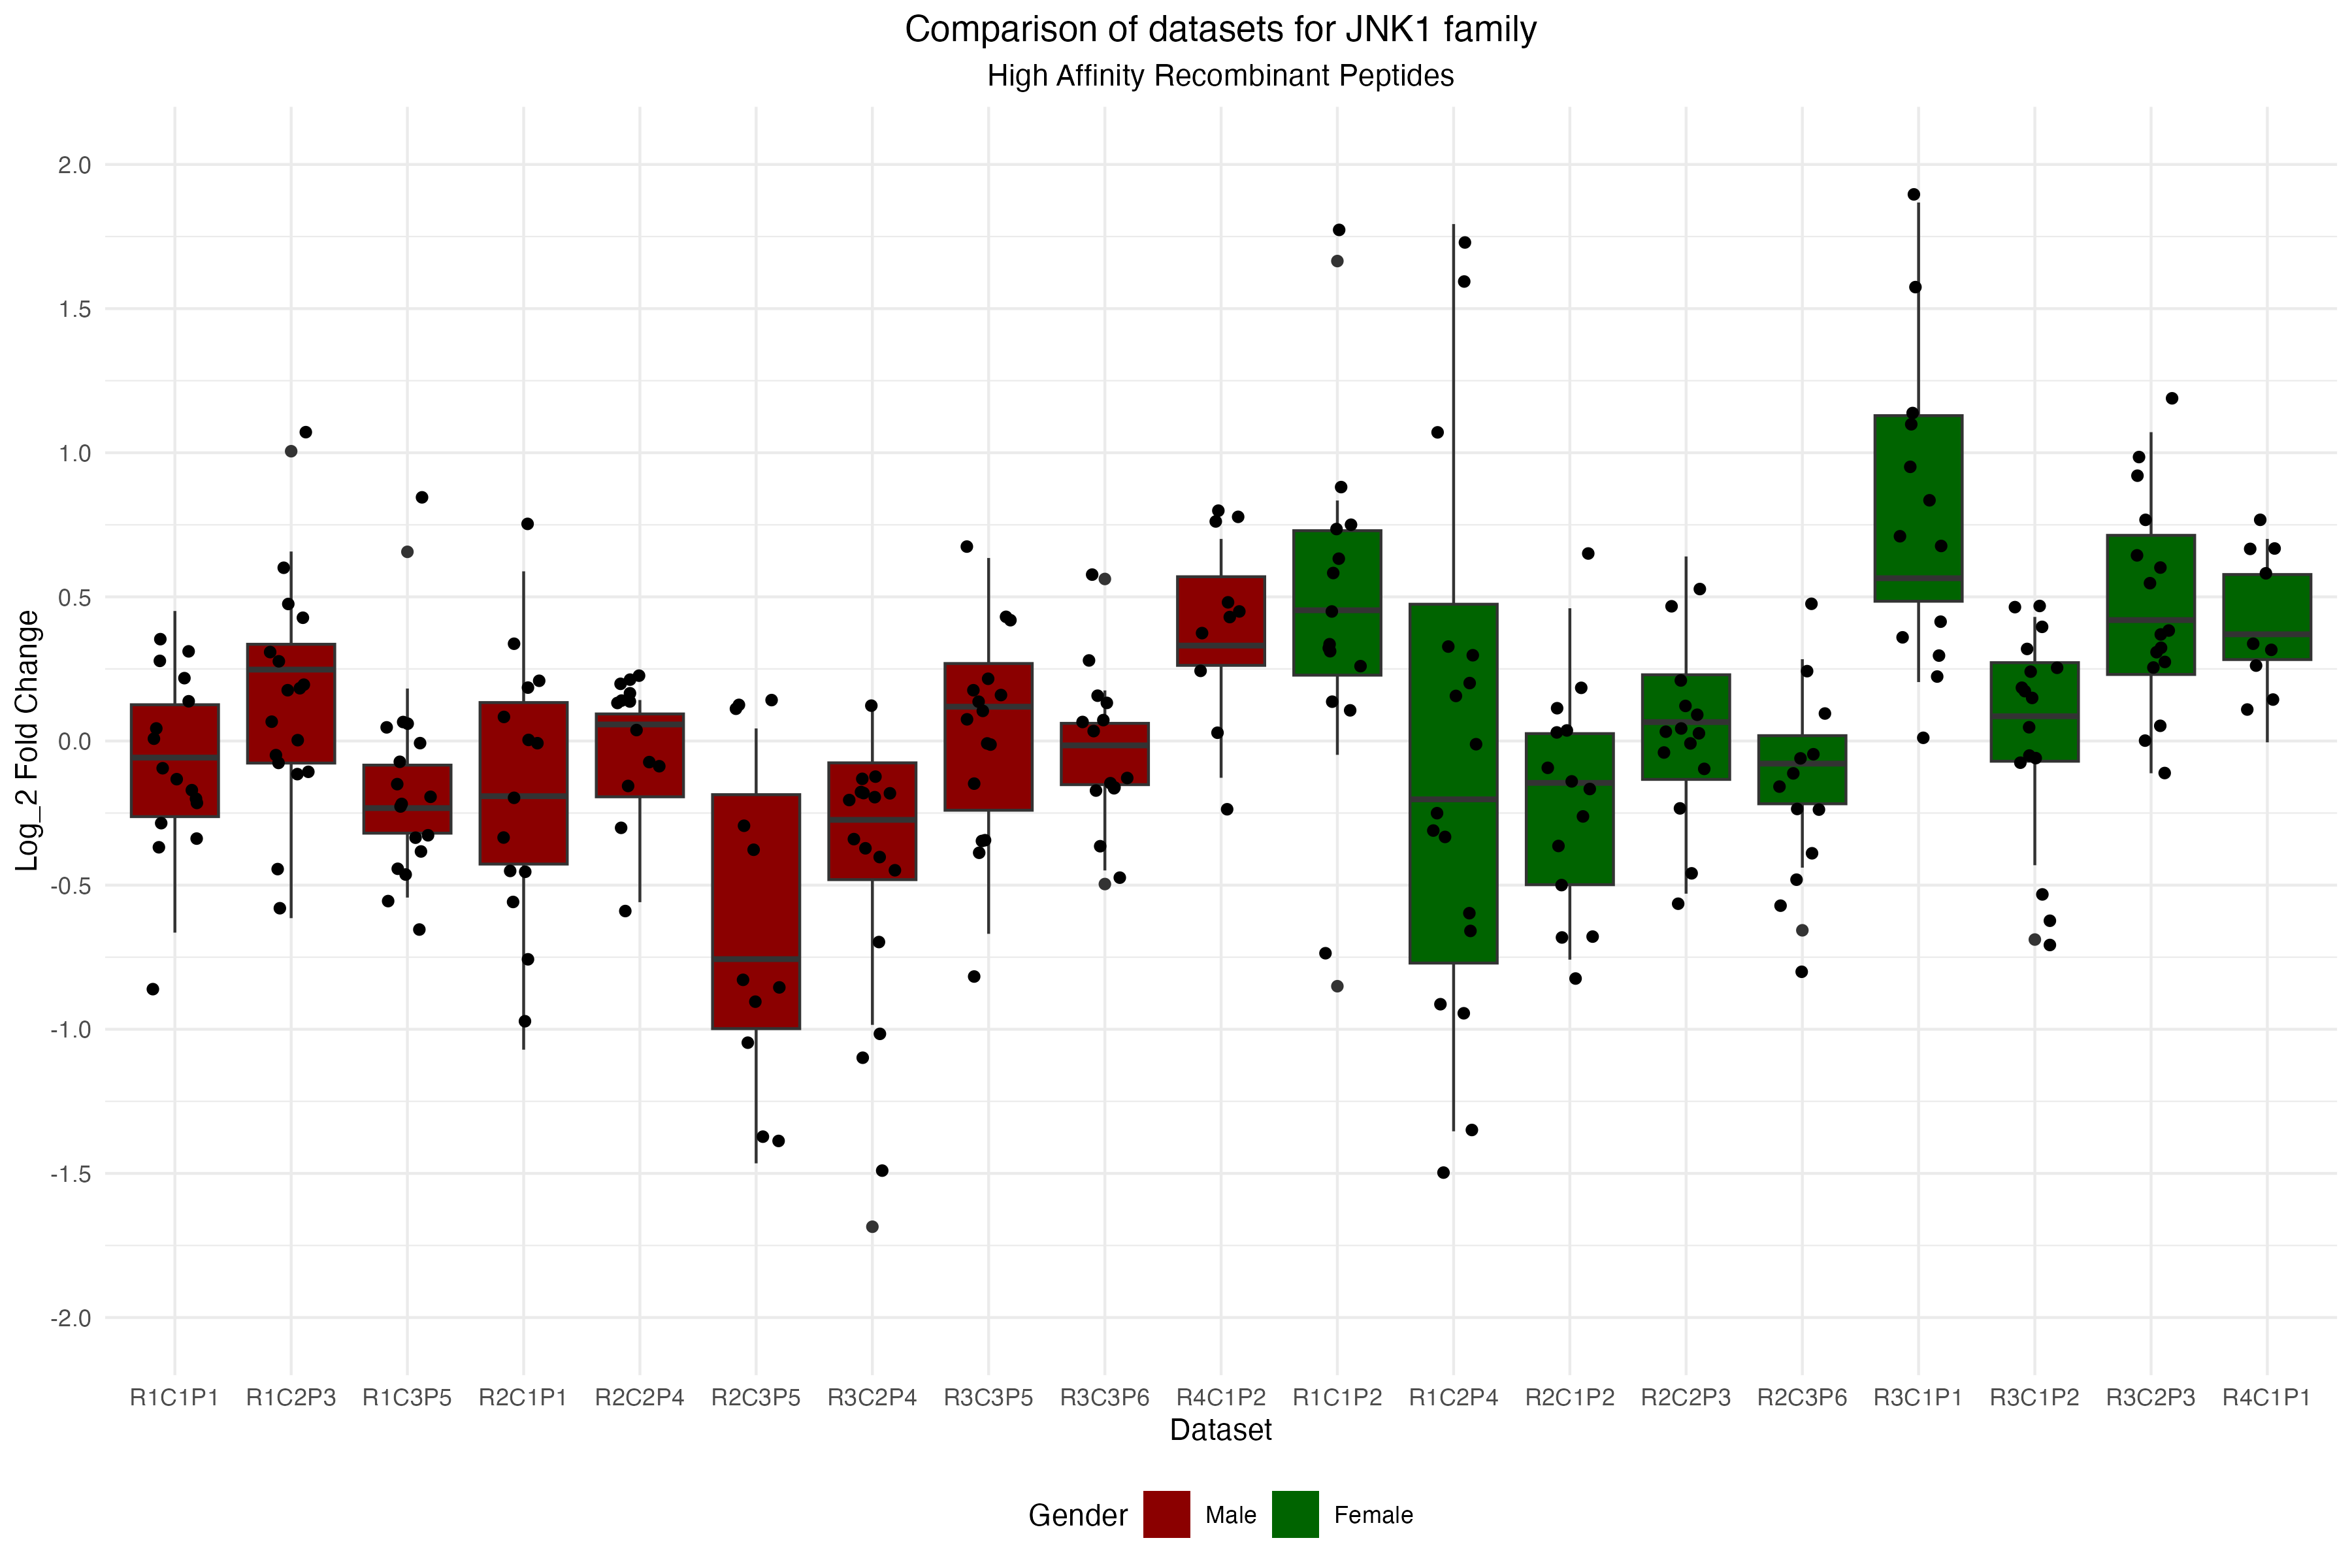 Comparison of datasets for JNK1 family
High Affinity Recombinant Peptides
Log_2 Fold Change
2.0
1.5
1.0
0.5
0.0
-0.5
-1.0
-1.5
-2.0
R1C1P1 R1C2P3 R1C3P5 R2C1P1 R2C2P4 R2C3P5 R3C2P4 R3C3P5 R3C3P6 R4C1P2 R1C1P2 R1C2P4 R2C1P2 R2C2P3 R2C3P6 R3C1P1 R3C1P2 R3C2P3 R4C1P1
Dataset
Gender Male Female